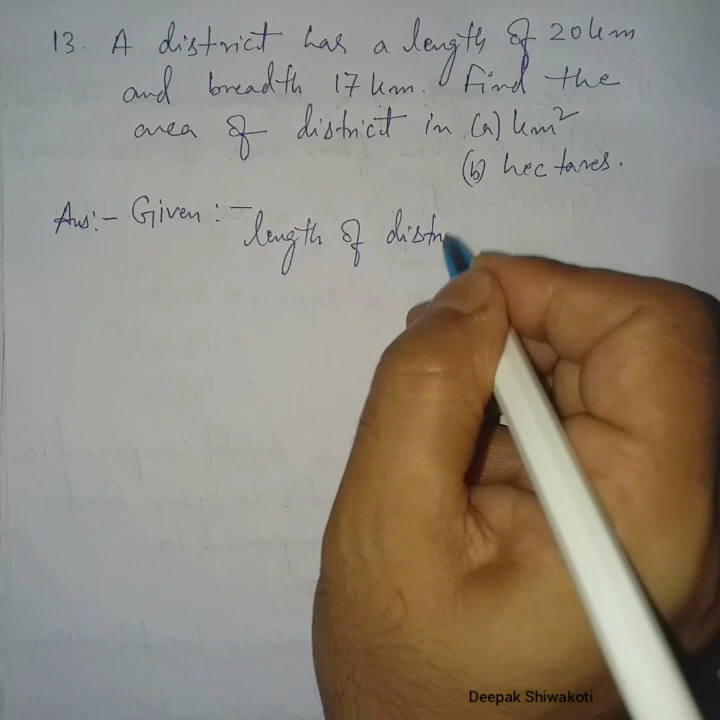 13. A district has a length of 20 km
and breadth 17 km. Find the
area of district in (a) km²
(b) hectares.
Ans:- Given :-
length of distr
Deepak Shiwakoti